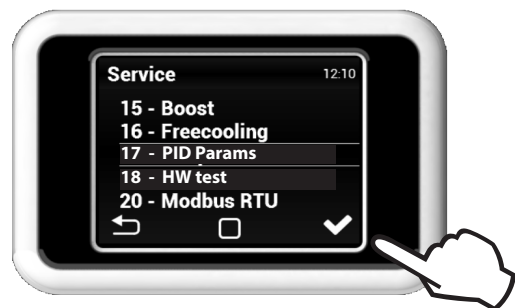 Service 12:10
15 - Boost
16 - Freecooling
17 - PID Params
18 - HW test
20 - Modbus RTU